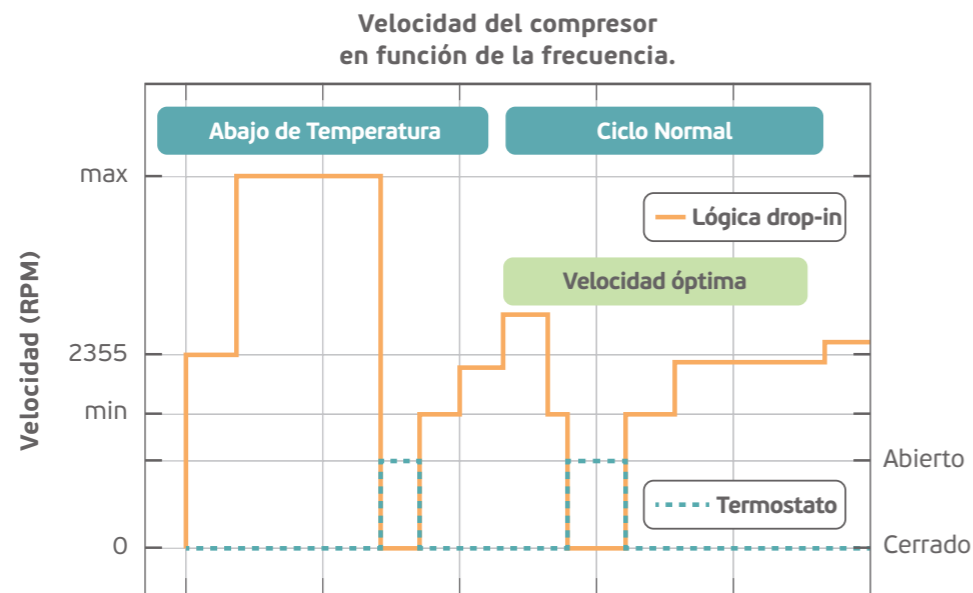 Velocidad del compresor
en función de la frecuencia.
Abajo de Temperatura
Ciclo Normal
max
Lógica drop-in
Velocidad óptima
Velocidad (RPM)
2355
min
Abierto
Termostato
0
Cerrado